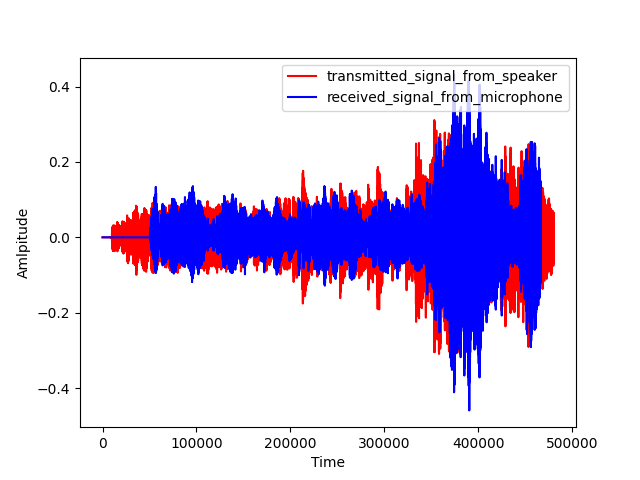 transmitted_signal_from_speaker
received_signal_from_microphone
0.4
0.2
0.0
−0.2
−0.4
Amlpitude
0 100000 200000 300000 400000 500000
Time